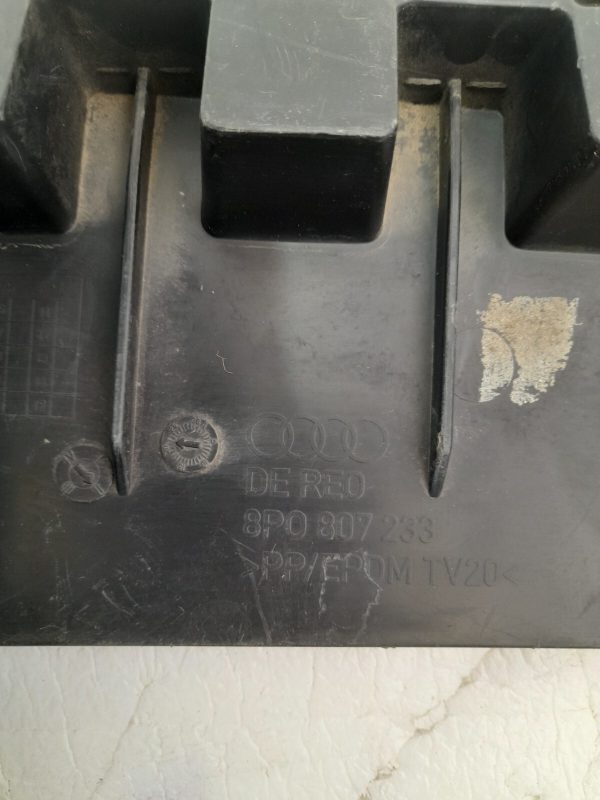 DE REO
8P0 807 233
>PP/EPDM TV20<